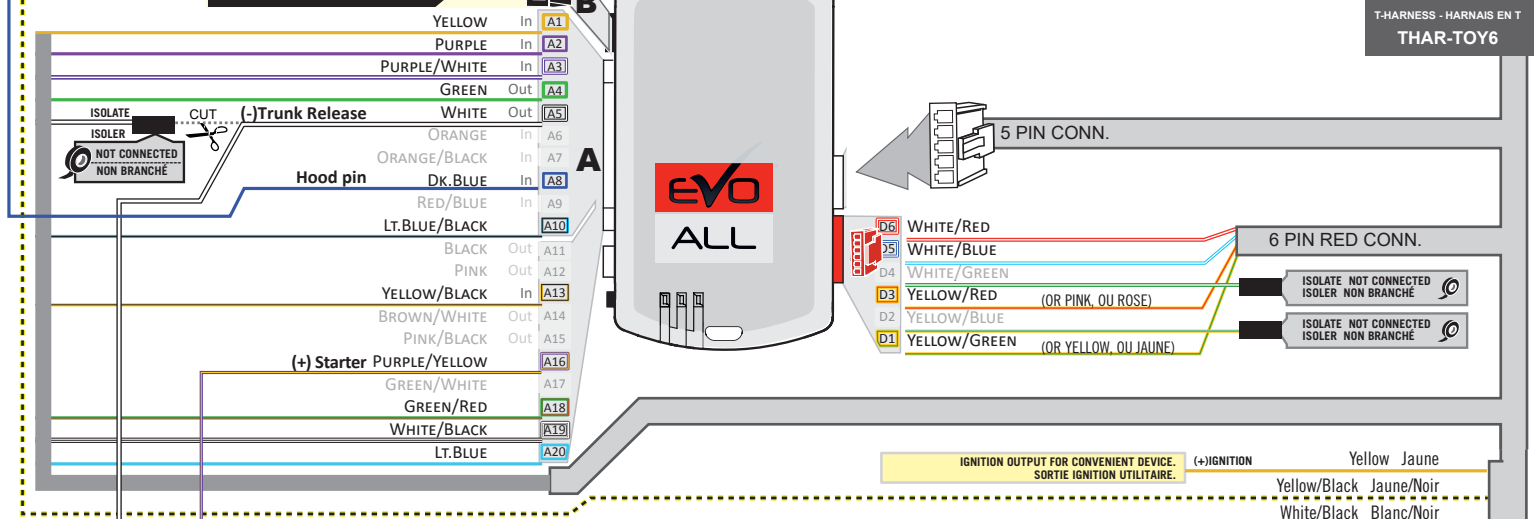 T-HARNESS - HARNAIS EN T
THAR-TOY6
B
YELLOW In A1
PURPLE In A2
PURPLE/WHITE In A3
GREEN Out A4
ISOLATE
ISOLER
CUT
NOT CONNECTED
NON BRANCHÉ
(-)Trunk Release WHITE Out A5
ORANGE In A6
ORANGE/BLACK In A7
Hood pin DK.BLUE In A8
RED/BLUE In A9
LT.BLUE/BLACK A10
BLACK Out A11
PINK Out A12
YELLOW/BLACK In A13
BROWN/WHITE Out A14
PINK/BLACK Out A15
(+) Starter PURPLE/YELLOW A16
GREEN/WHITE A17
GREEN/RED A18
WHITE/BLACK A19
LT.BLUE A20
A
EVO
ALL
5 PIN CONN.
D6 WHITE/RED
D5 WHITE/BLUE
D4 WHITE/GREEN
D3 YELLOW/RED (OR PINK, OU ROSE)
D2 YELLOW/BLUE
D1 YELLOW/GREEN (OR YELLOW, OU JAUNE)
6 PIN RED CONN.
ISOLATE NOT CONNECTED
ISOLER NON BRANCHÉ
ISOLATE NOT CONNECTED
ISOLER NON BRANCHÉ
IGNITION OUTPUT FOR CONVENIENT DEVICE.
SORTIE IGNITION UTILITAIRE.
(+)IGNITION
Yellow Jaune
Yellow/Black Jaune/Noir
White/Black Blanc/Noir